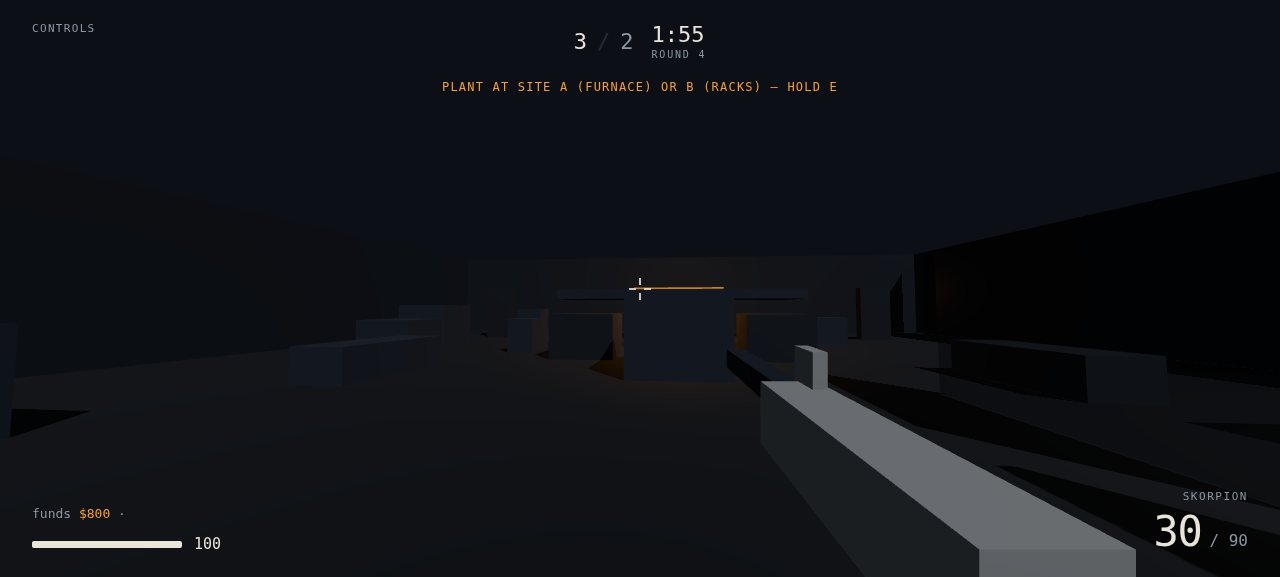 CONTROLS
3 / 2 1:55
ROUND 4
PLANT AT SITE A (FURNACE) OR B (RACKS) — HOLD E
funds $800 ·
100
SKORPION
30 / 90